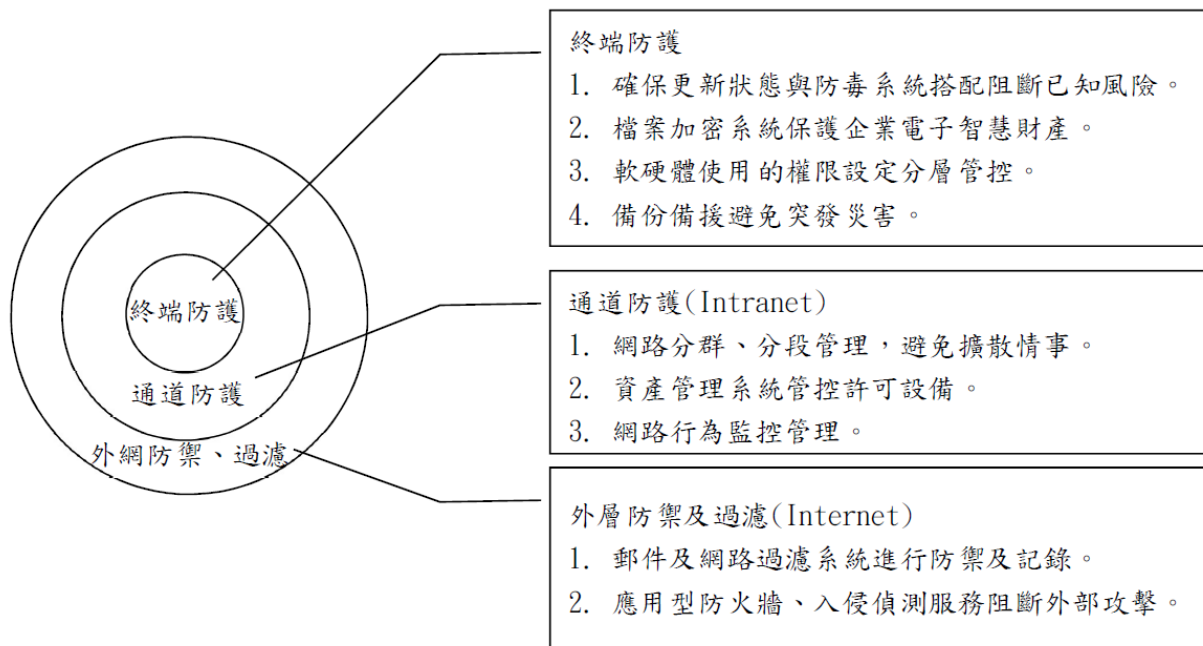 終端防護
1. 確保更新狀態與防毒系統搭配阻斷已知風險。
2. 檔案加密系統保護企業電子智慧財產。
3. 軟硬體使用的權限設定分層管控。
4. 備份備援避免突發災害。
終端防護
通道防護
外網防禦、過濾
通道防護(Intranet)
1. 網路分群、分段管理，避免擴散情事。
2. 資產管理系統管控許可設備。
3. 網路行為監控管理。
外層防禦及過濾(Internet)
1. 郵件及網路過濾系統進行防禦及記錄。
2. 應用型防火牆、入侵偵測服務阻斷外部攻擊。